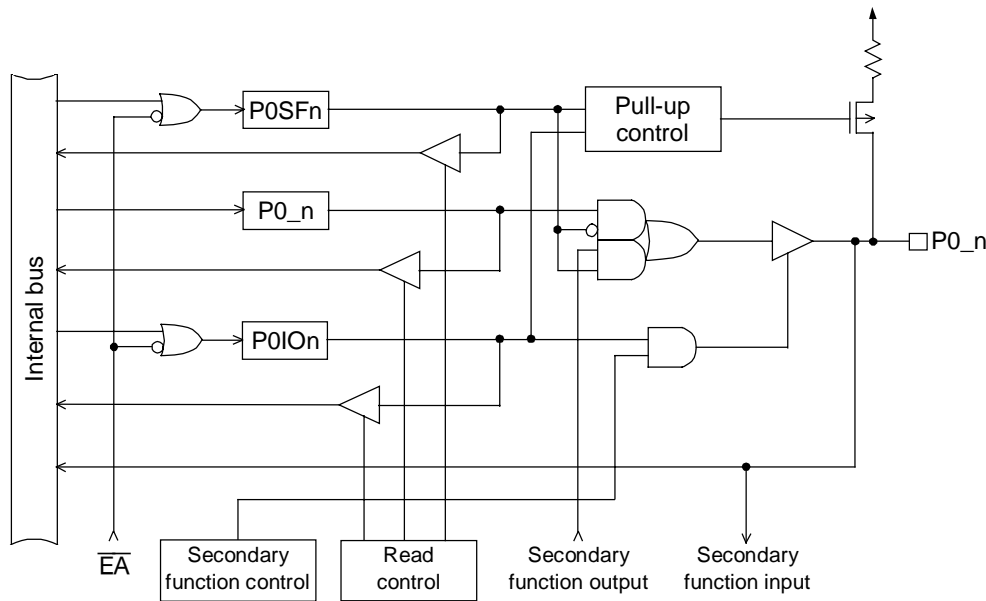 P0SFn
Pull-up
control
P0_n
P0_n
Internal bus
P0IOn
EA
Secondary
function control
Read
control
Secondary
function output
Secondary
function input